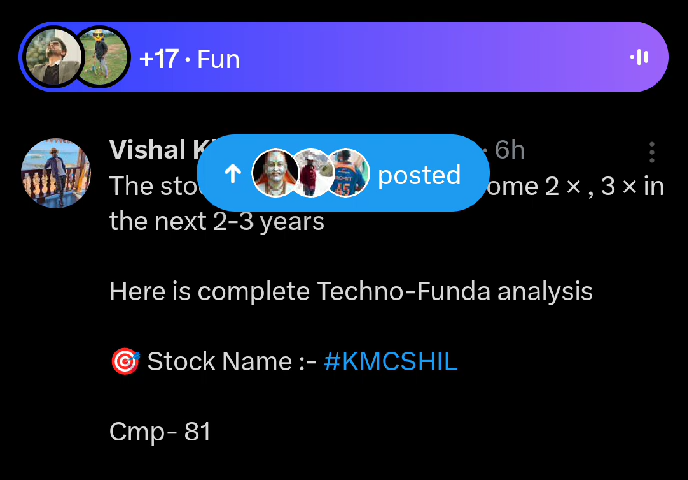 +17 · Fun
Vishal
posted
· 6h
The
ome 2 × , 3 × in
the next 2-3 years
Here is complete Techno-Funda analysis
🎯 Stock Name :- #KMCSHIL
Cmp- 81